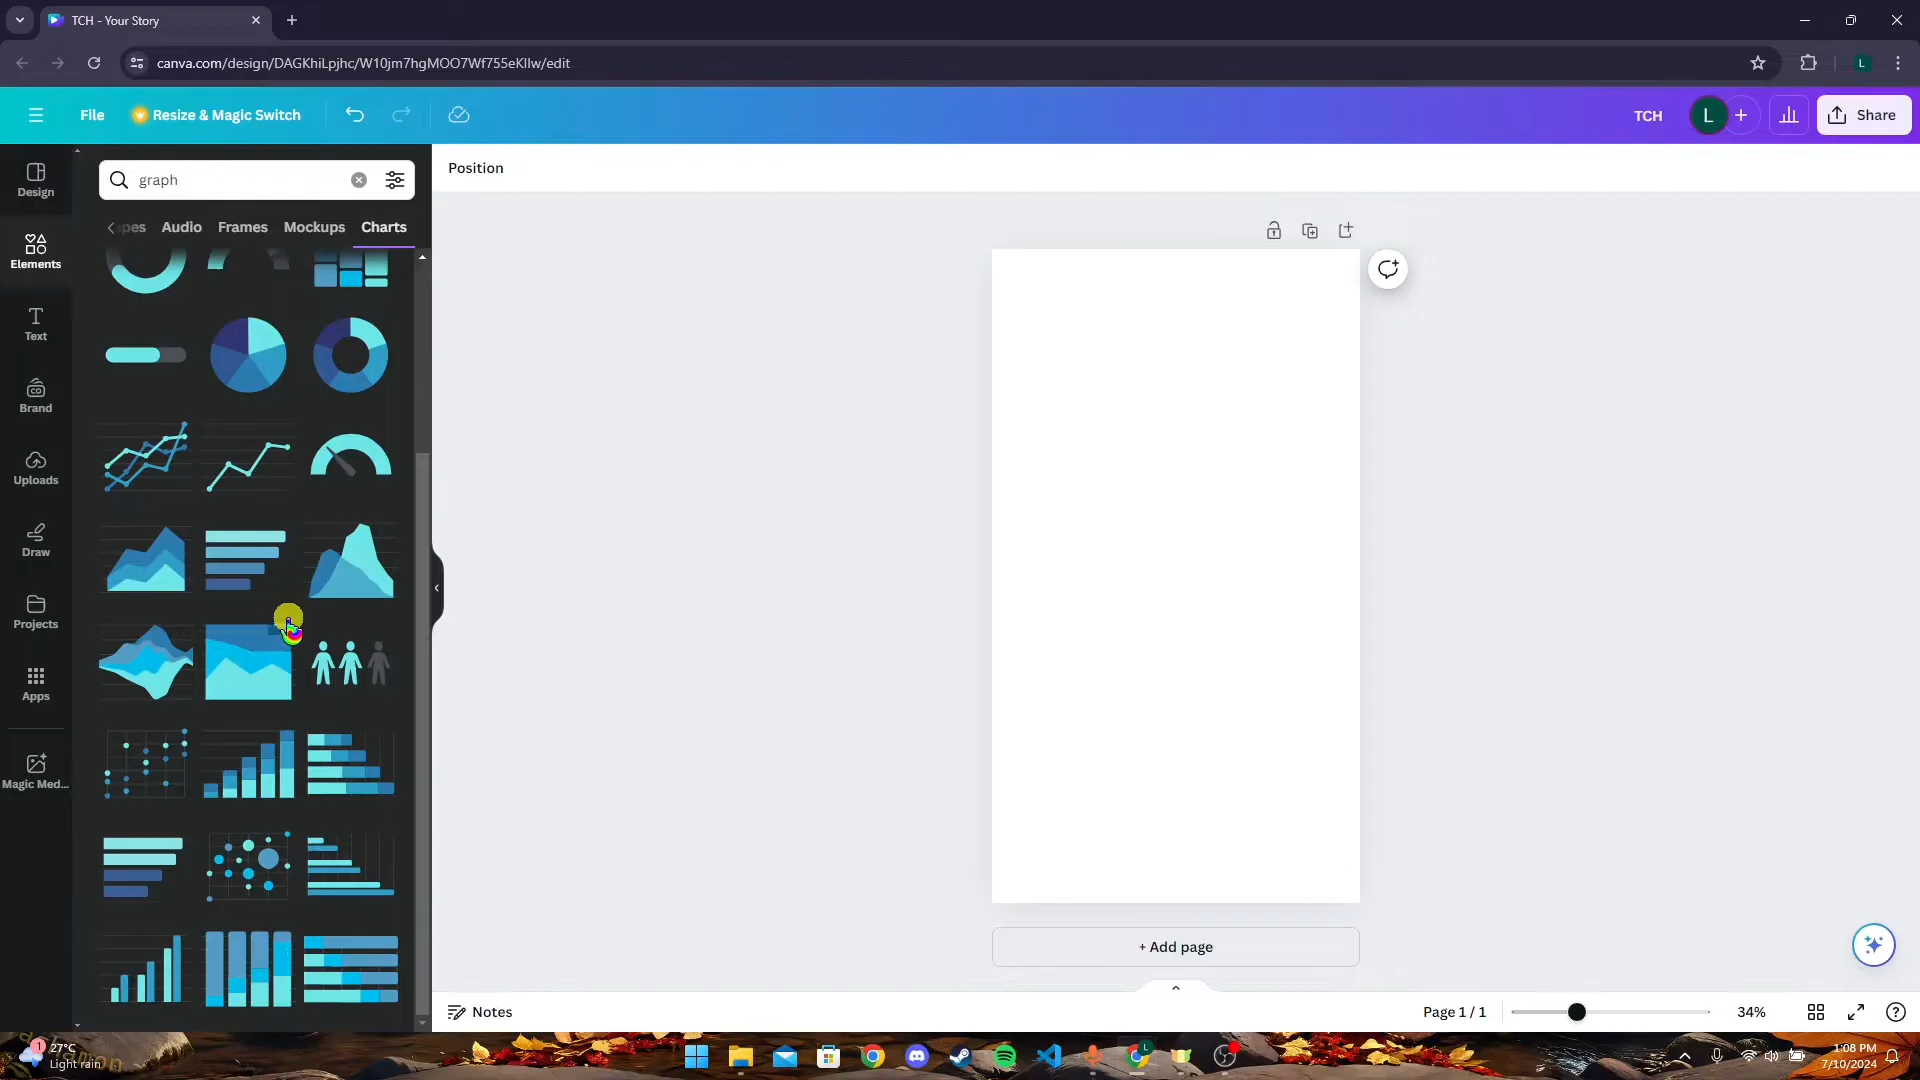 TCH - Your Story
canva.com/design/DAGKhiLpjhc/W10jm7hgMOO7Wf755eKIIw/edit
L
File
Resize & Magic Switch
TCH
L
Share
Design
graph
Position
pes
Audio
Frames
Mockups
Charts
Elements
Text
Brand
Uploads
Draw
Projects
Apps
Magic Med...
+ Add page
Notes
Page 1 / 1
34%
1
27°C
Light rain
L
1:08 PM
7/10/2024